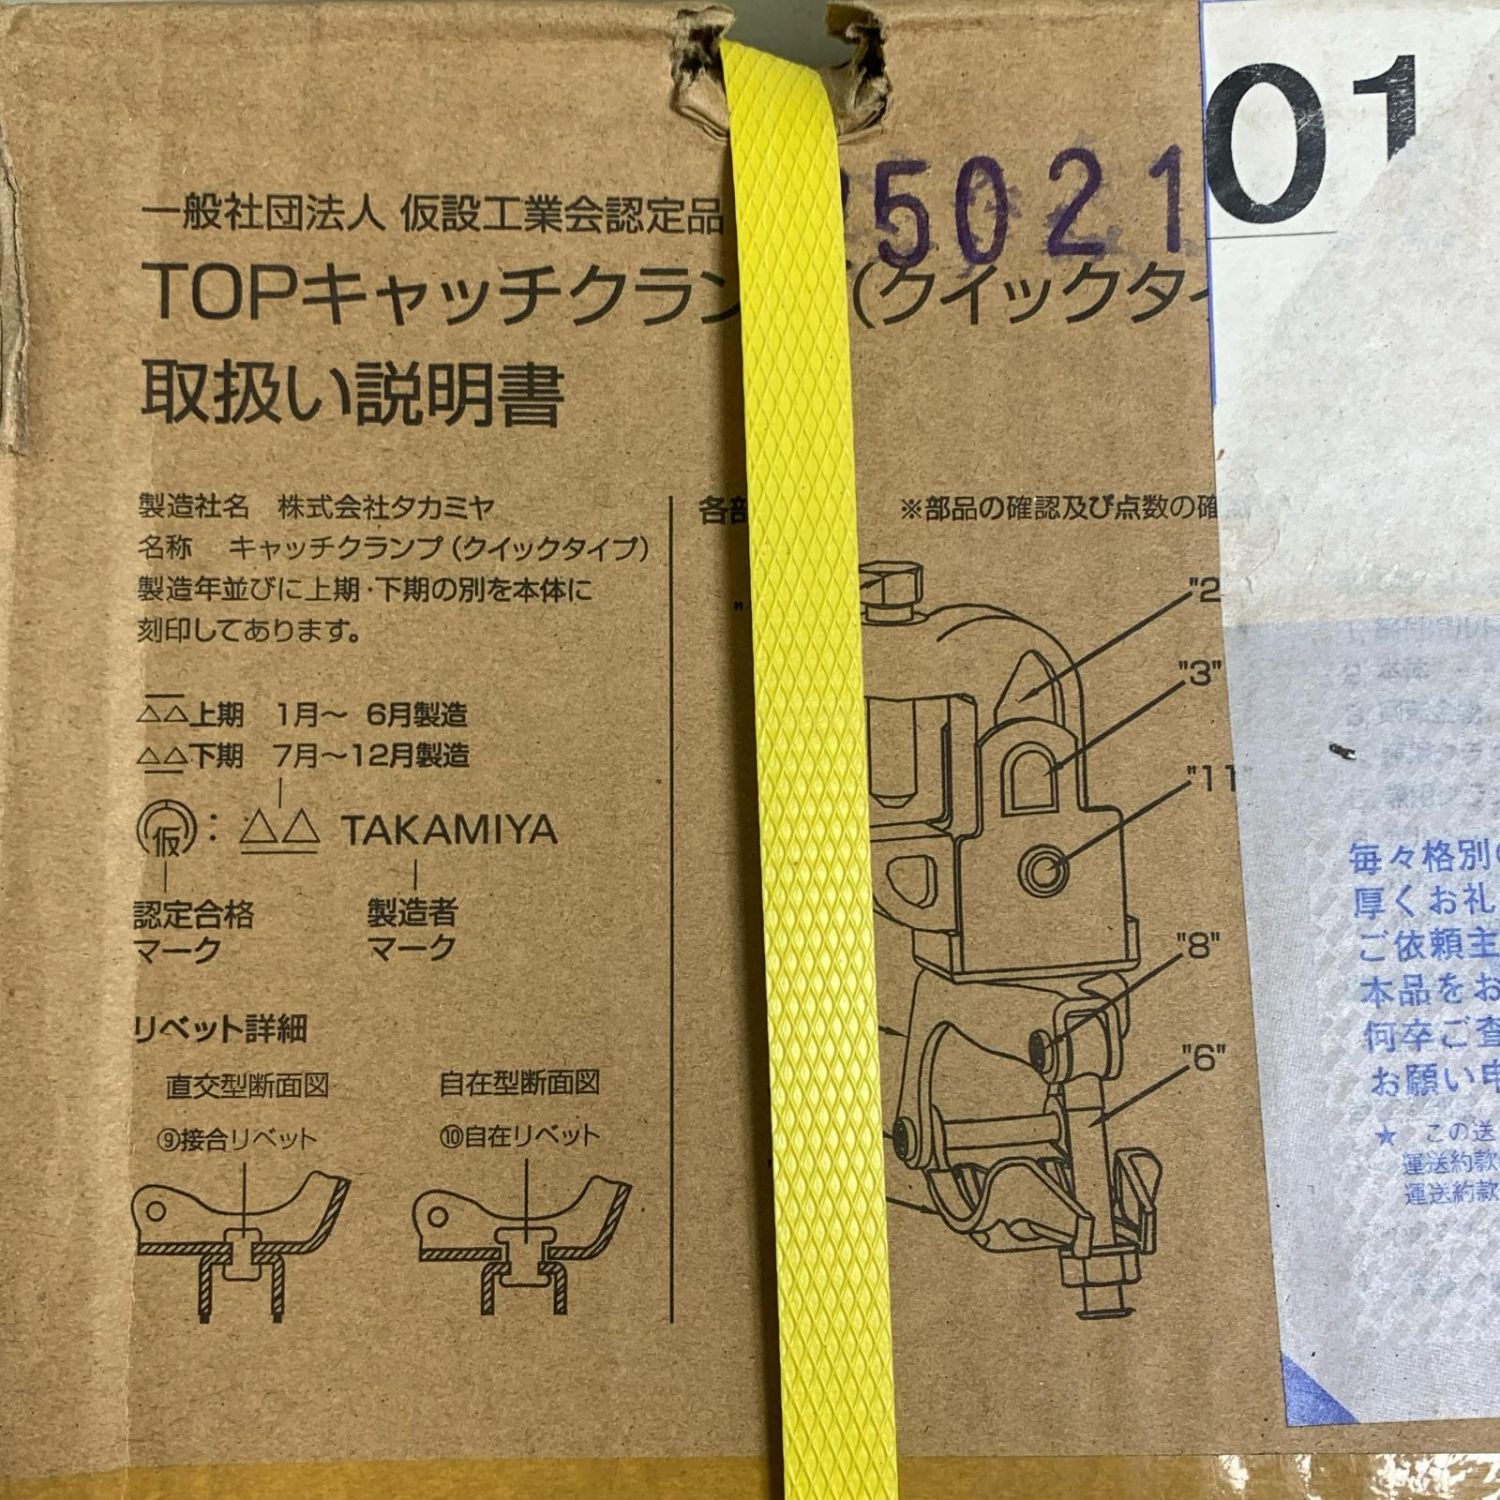 01
5021
一般社団法人 仮設工業会認定品
TOPキャッチクラン (クイックタイ
取扱い説明書
製造社名 株式会社タカミヤ
名称 キャッチクランプ(クイックタイプ)
製造年並びに上期・下期の別を本体に
刻印してあります。
△△上期 1月〜 6月製造
△△下期 7月〜12月製造
仮 : △△ TAKAMIYA
認定合格
マーク
製造者
マーク
リベット詳細
直交型断面図 自在型断面図
⑨接合リベット ⑩自在リベット
各部 ※部品の確認及び点数の確
"2
"3"
"11"
"8"
"6"
毎々格別の
厚くお礼
ご依頼主
本品をお
何卒ご査
お願い申
★ この送
運送約款
運送約款